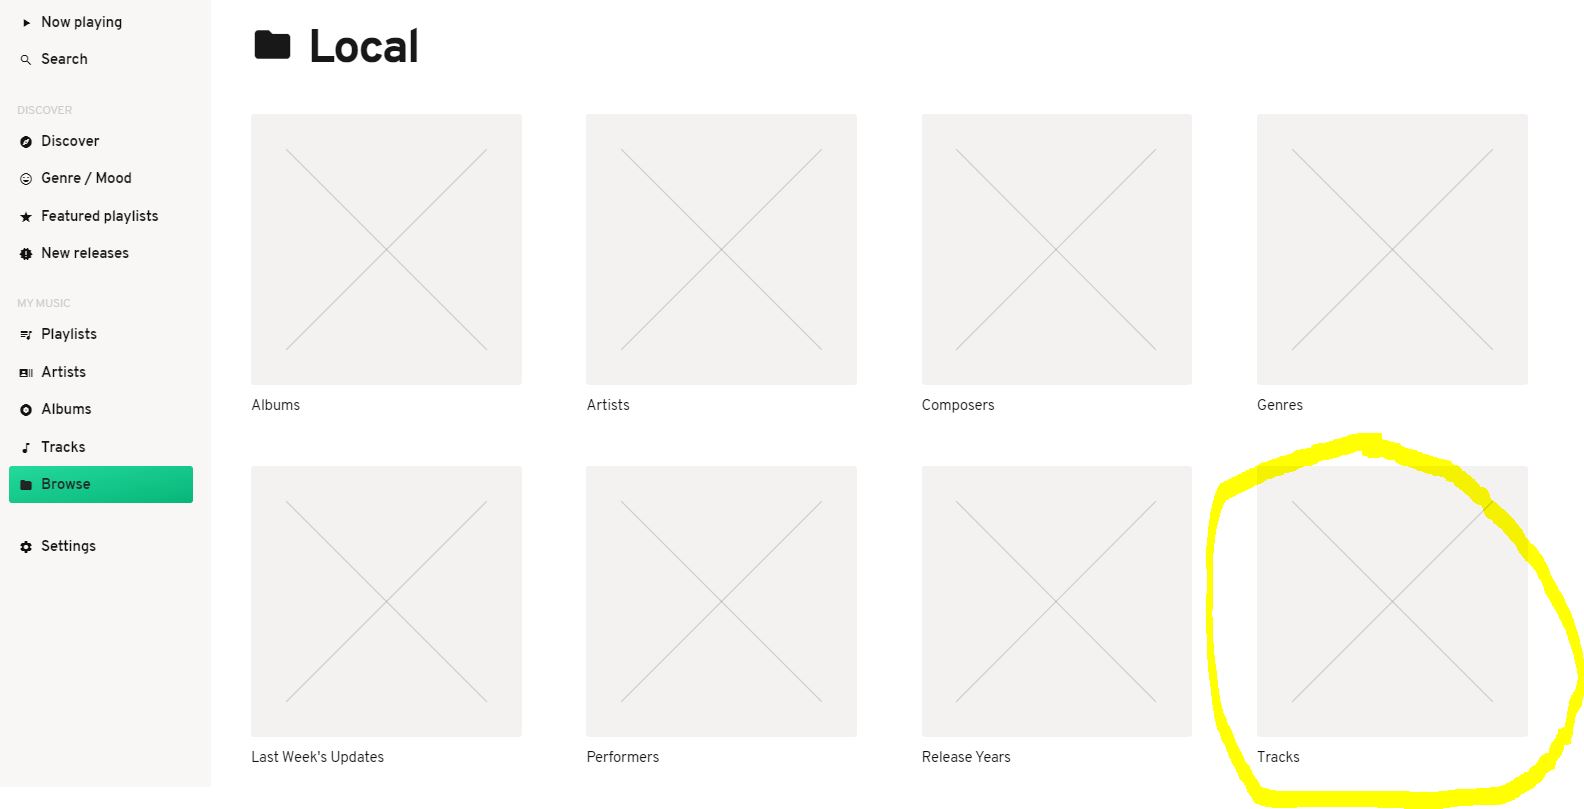 Now playing
Search
DISCOVER
Discover
Genre / Mood
Featured playlists
New releases
MY MUSIC
Playlists
Artists
Albums
Tracks
Browse
Settings
Local
Albums
Artists
Composers
Genres
Last Week's Updates
Performers
Release Years
Tracks